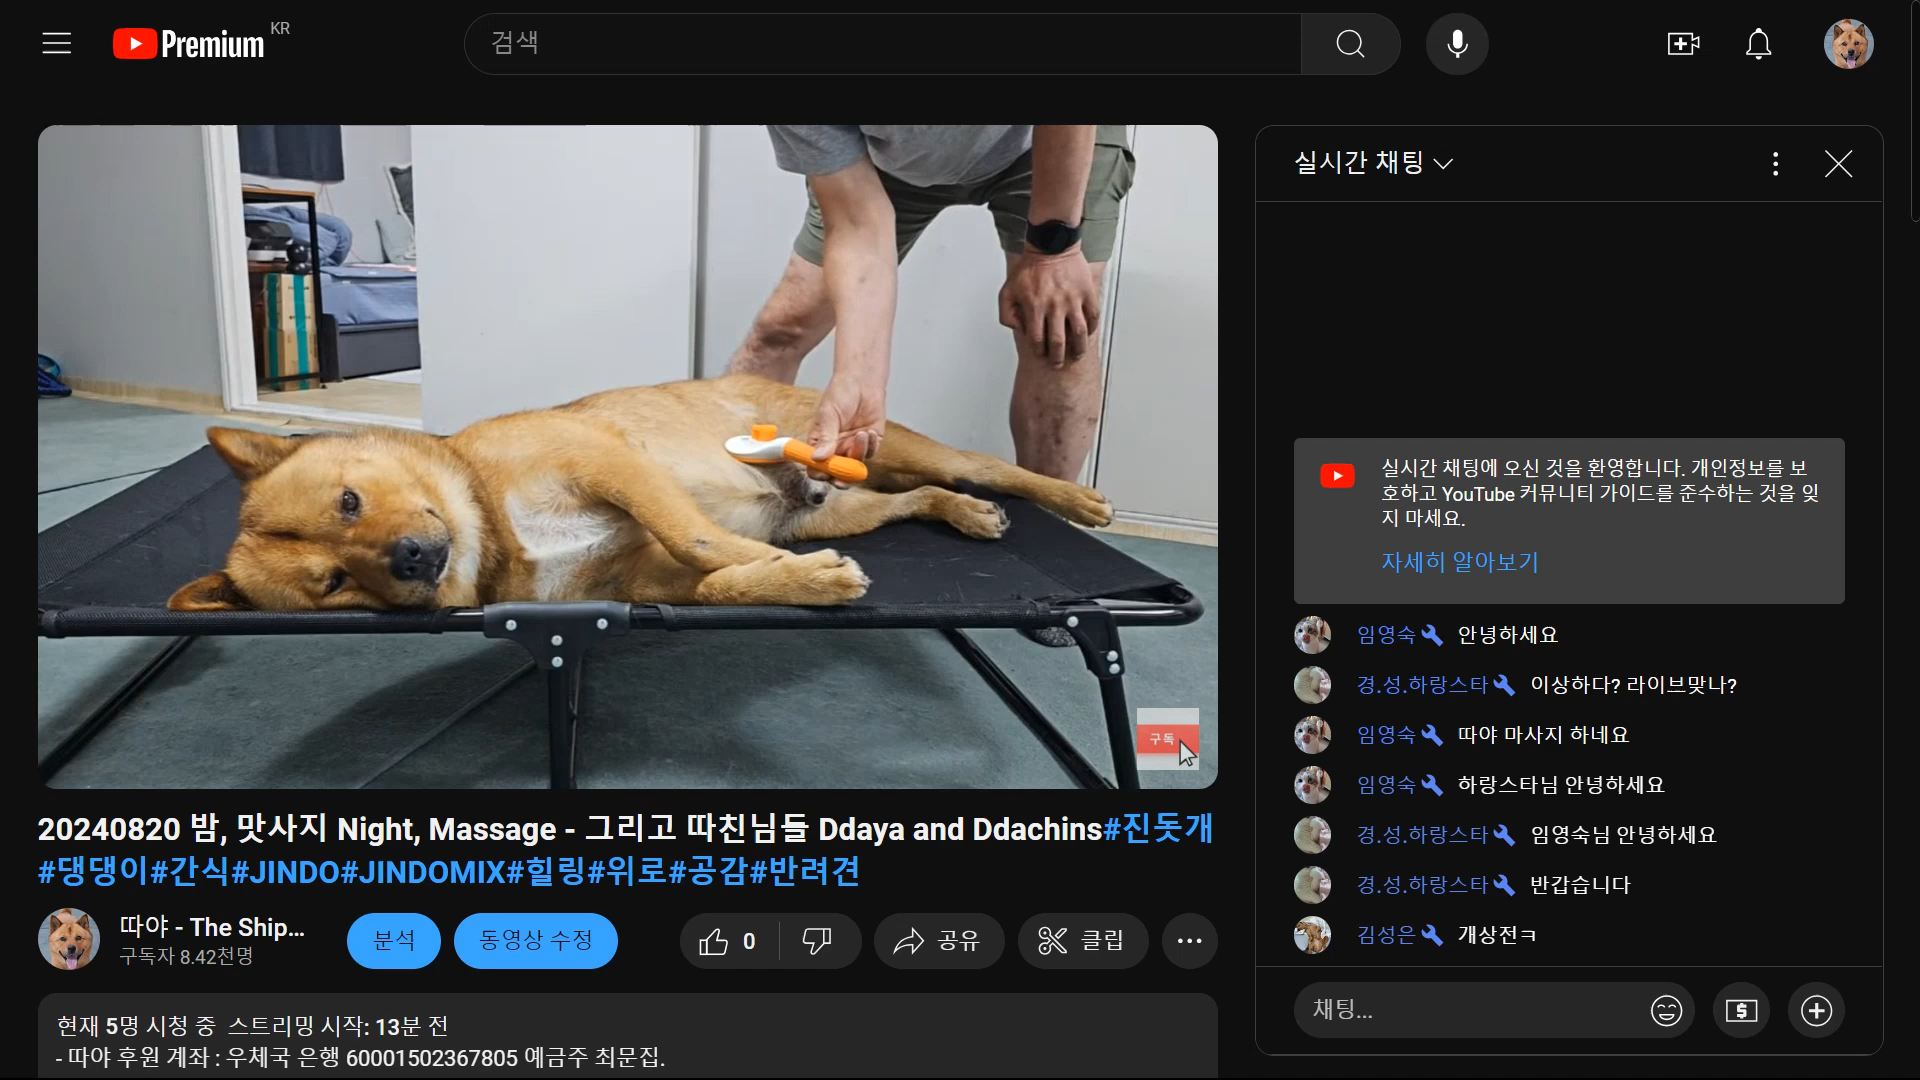 Premium KR
검색
실시간 채팅
실시간 채팅에 오신 것을 환영합니다. 개인정보를 보
호하고 YouTube 커뮤니티 가이드를 준수하는 것을 잊
지 마세요.
자세히 알아보기
임영숙 안녕하세요
경.성.하랑스타 이상하다? 라이브맞나?
임영숙 따야 마사지 하네요
임영숙 하랑스타님 안녕하세요
경.성.하랑스타 임영숙님 안녕하세요
경.성.하랑스타 반갑습니다
김성은 개상전ㅋ
채팅...
구독
20240820 밤, 맛사지 Night, Massage - 그리고 따친님들 Ddaya and Ddachins#진돗개
#댕댕이#간식#JINDO#JINDOMIX#힐링#위로#공감#반려견
따야 - The Ship...
구독자 8.42천명
분석
동영상 수정
0
공유
클립
현재 5명 시청 중 스트리밍 시작: 13분 전
- 따야 후원 계좌 : 우체국 은행 60001502367805 예금주 최문집.